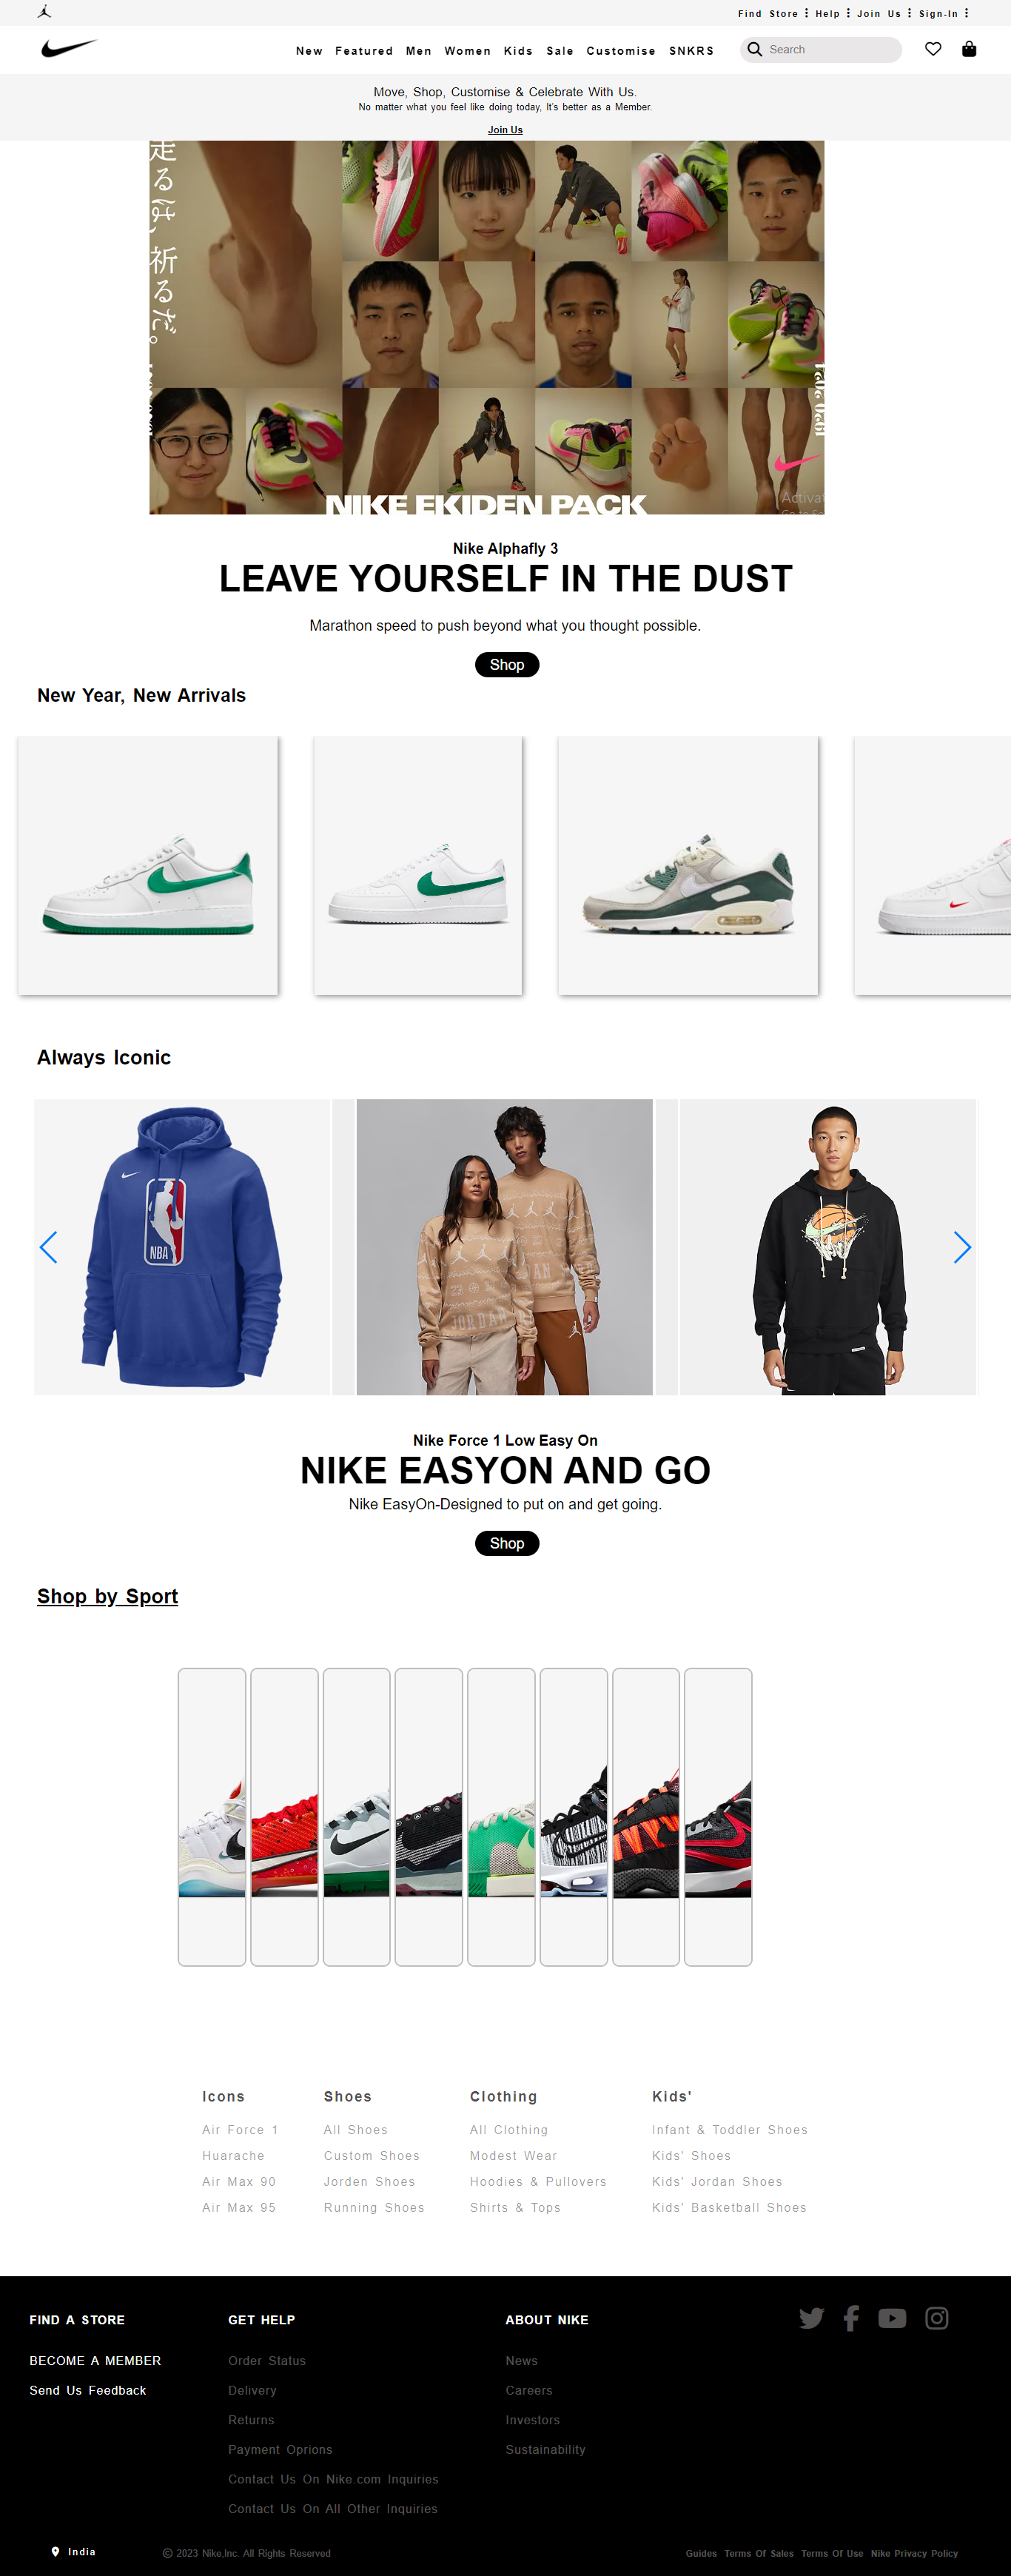 Find Store Help Join Us Sign-In
New Featured Men Women Kids Sale Customise SNKRS Search
Move, Shop, Customise & Celebrate With Us.
No matter what you feel like doing today, It's better as a Member.
Join Us
走るは、祈るだ。
NIKE EKIDEN PACK
Nike Alphafly 3
LEAVE YOURSELF IN THE DUST
Marathon speed to push beyond what you thought possible.
Shop
New Year, New Arrivals
Always Iconic
NBA
JORDAN
Nike Force 1 Low Easy On
NIKE EASYON AND GO
Nike EasyOn-Designed to put on and get going.
Shop
Shop by Sport
Icons
Air Force 1
Huarache
Air Max 90
Air Max 95
Shoes
All Shoes
Custom Shoes
Jorden Shoes
Running Shoes
Clothing
All Clothing
Modest Wear
Hoodies & Pullovers
Shirts & Tops
Kids'
Infant & Toddler Shoes
Kids' Shoes
Kids' Jordan Shoes
Kids' Basketball Shoes
FIND A STORE
BECOME A MEMBER
Send Us Feedback
GET HELP
Order Status
Delivery
Returns
Payment Oprions
Contact Us On Nike.com Inquiries
Contact Us On All Other Inquiries
ABOUT NIKE
News
Careers
Investors
Sustainability
India
© 2023 Nike,Inc. All Rights Reserved
Guides Terms Of Sales Terms Of Use Nike Privacy Policy